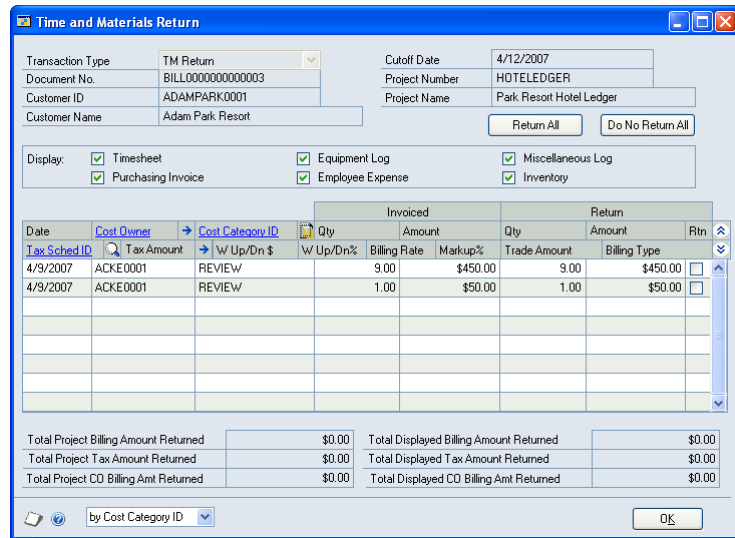 Time and Materials Return
Transaction Type TM Return Cutoff Date 4/12/2007
Document No. BILL0000000000003 Project Number HOTELEDGER
Customer ID ADAMPARK0001 Project Name Park Resort Hotel Ledger
Customer Name Adam Park Resort
Return All Do No Return All
Display: Timesheet Equipment Log Miscellaneous Log
Purchasing Invoice Employee Expense Inventory
Invoiced Return
Date Cost Owner Cost Category ID Qty Amount Qty Amount Rtn
Tax Sched ID Tax Amount W Up/Dn $ W Up/Dn% Billing Rate Markup% Trade Amount Billing Type
4/9/2007 ACKE0001 REVIEW 9.00 $450.00 9.00 $450.00
4/9/2007 ACKE0001 REVIEW 1.00 $50.00 1.00 $50.00
Total Project Billing Amount Returned $0.00 Total Displayed Billing Amount Returned $0.00
Total Project Tax Amount Returned $0.00 Total Displayed Tax Amount Returned $0.00
Total Project CO Billing Amt Returned $0.00 Total Displayed CO Billing Amt Returned $0.00
by Cost Category ID OK